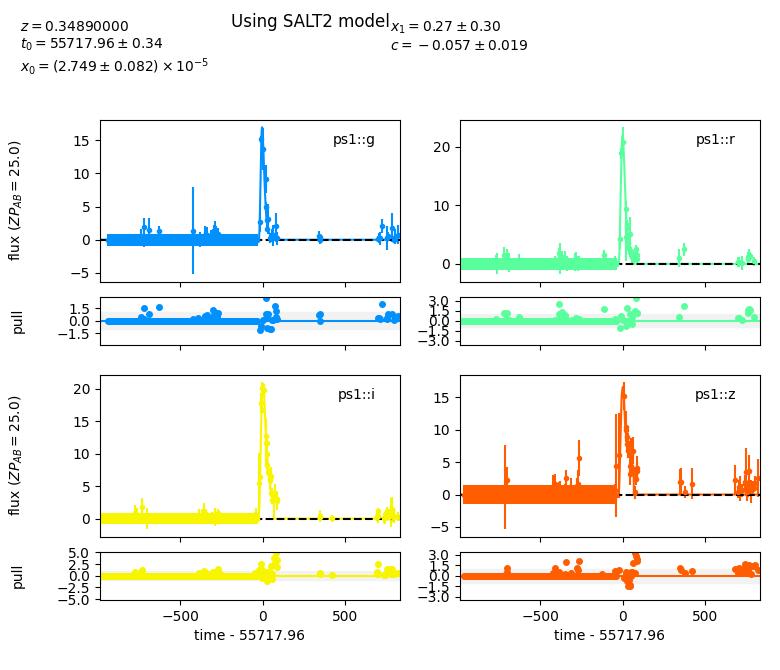 Using SALT2 model
z = 0.34890000
t₀ = 55717.96 ± 0.34
x₀ = (2.749 ± 0.082) × 10⁻⁵
x₁ = 0.27 ± 0.30
c = −0.057 ± 0.019
flux (ZP_AB = 25.0)
15
10
5
0
−5
ps1::g
20
10
0
ps1::r
pull
1.5
0.0
−1.5
3.0
1.5
0.0
−1.5
−3.0
flux (ZP_AB = 25.0)
20
15
10
5
0
ps1::i
15
10
5
0
−5
ps1::z
pull
5.0
2.5
0.0
−2.5
−5.0
3.0
1.5
0.0
−1.5
−3.0
−500 0 500
−500 0 500
time - 55717.96
time - 55717.96